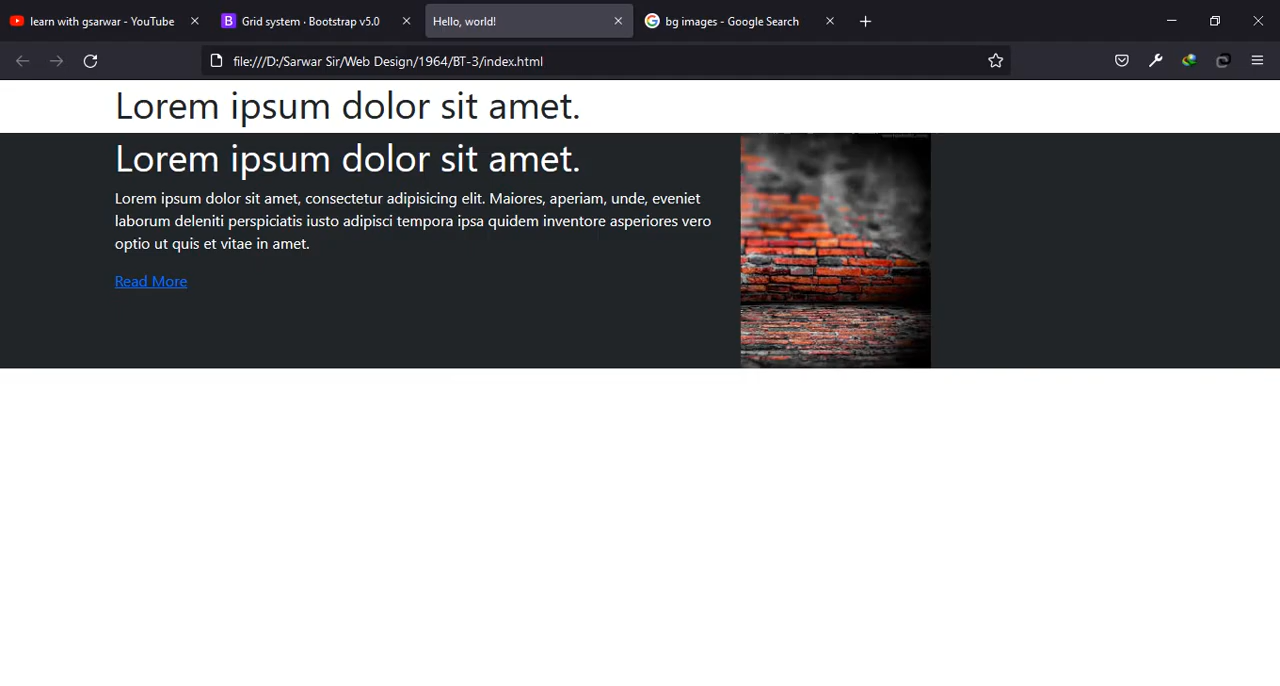 learn with gsarwar - YouTube
Grid system · Bootstrap v5.0
Hello, world!
bg images - Google Search
file:///D:/Sarwar Sir/Web Design/1964/BT-3/index.html
Lorem ipsum dolor sit amet.
Lorem ipsum dolor sit amet.
Lorem ipsum dolor sit amet, consectetur adipisicing elit. Maiores, aperiam, unde, eveniet
laborum deleniti perspiciatis iusto adipisci tempora ipsa quidem inventore asperiores vero
optio ut quis et vitae in amet.
Read More